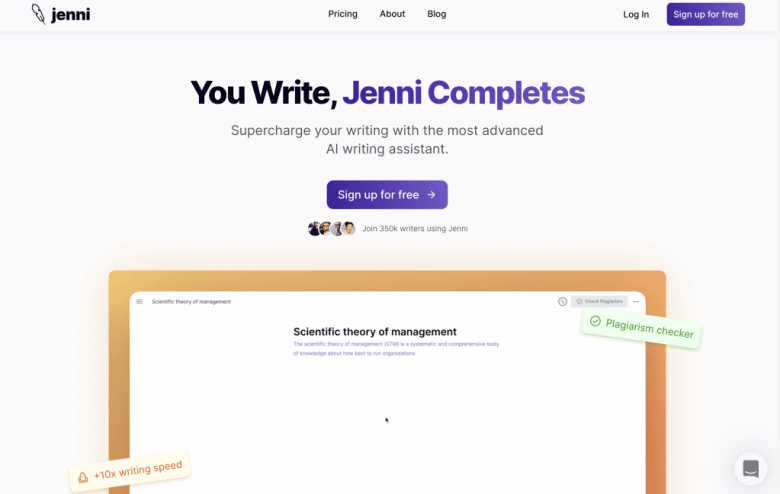 jenni
Pricing
About
Blog
Log In
Sign up for free
You Write, Jenni Completes
Supercharge your writing with the most advanced
AI writing assistant.
Sign up for free →
Join 350k writers using Jenni
Scientific theory of management
Check Plagiarism
Plagiarism checker
Scientific theory of management
The scientific theory of management (STM) is a systematic and comprehensive body
of knowledge about how best to run organizations
+10x writing speed